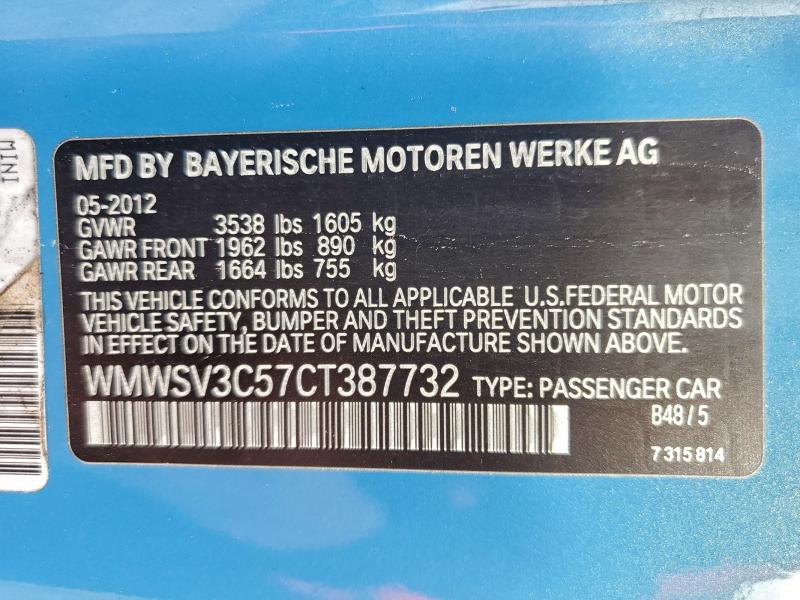 MINI
MFD BY BAYERISCHE MOTOREN WERKE AG
05-2012
GVWR 3538 lbs 1605 kg
GAWR FRONT 1962 lbs 890 kg
GAWR REAR 1664 lbs 755 kg
THIS VEHICLE CONFORMS TO ALL APPLICABLE U.S.FEDERAL MOTOR
VEHICLE SAFETY, BUMPER AND THEFT PREVENTION STANDARDS
IN EFFECT ON THE DATE OF MANUFACTURE SHOWN ABOVE.
WMWSV3C57CT387732 TYPE: PASSENGER CAR
B48 / 5
7 315 814